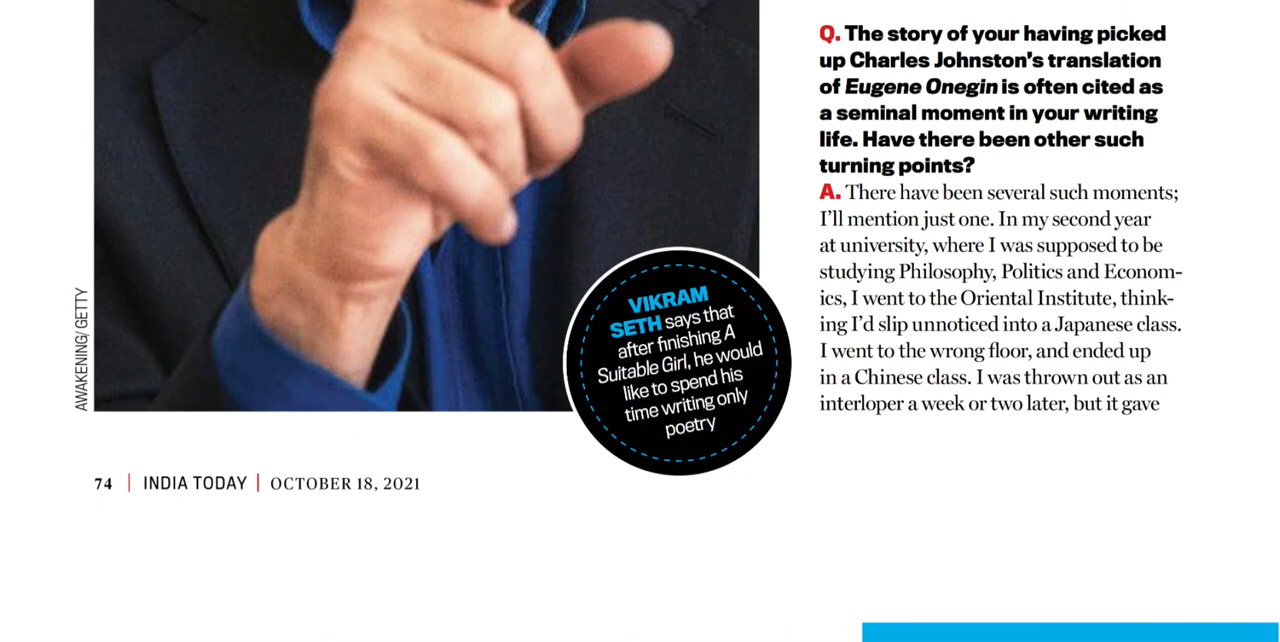 Q. The story of your having picked
up Charles Johnston's translation
of Eugene Onegin is often cited as
a seminal moment in your writing
life. Have there been other such
turning points?
A. There have been several such moments;
I'll mention just one. In my second year
at university, where I was supposed to be
studying Philosophy, Politics and Econom-
ics, I went to the Oriental Institute, think-
ing I'd slip unnoticed into a Japanese class.
I went to the wrong floor, and ended up
in a Chinese class. I was thrown out as an
interloper a week or two later, but it gave
AWAKENING/ GETTY
VIKRAM
SETH says that
after finishing A
Suitable Girl, he would
like to spend his
time writing only
poetry
74 | INDIA TODAY | OCTOBER 18, 2021